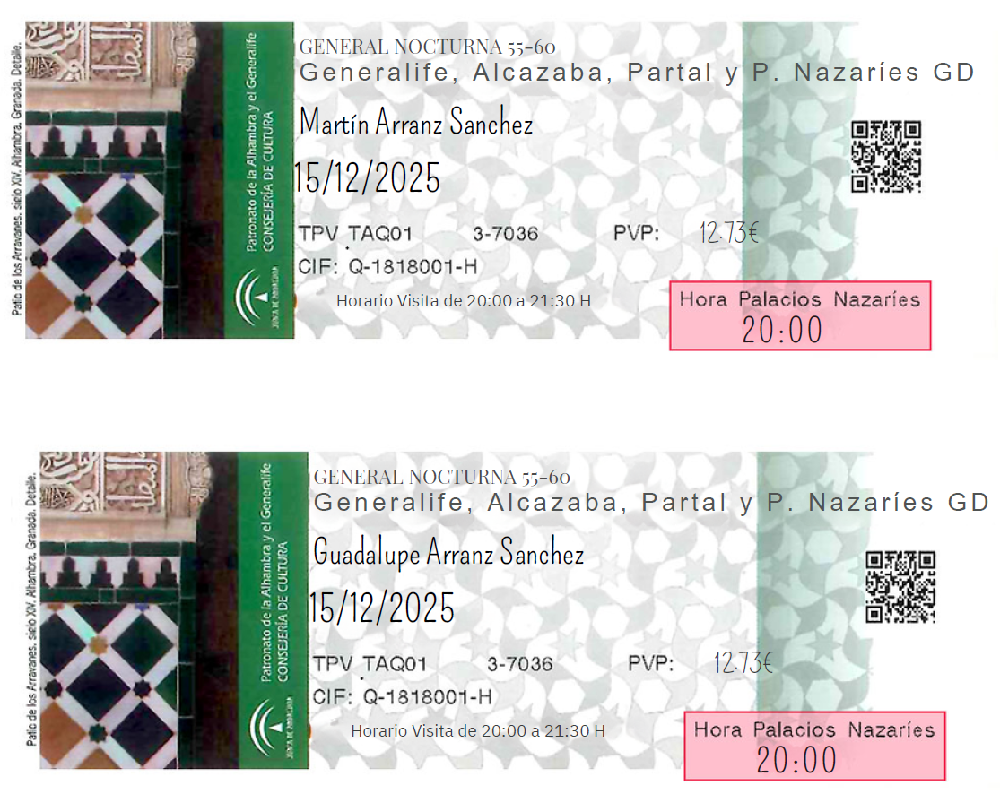 Patio de los Arrayanes. siglo XIV. Alhambra. Granada. Detalle.
Patronato de la Alhambra y el Generalife
CONSEJERÍA DE CULTURA
JUNTA DE ANDALUCIA
GENERAL NOCTURNA 55-60
Generalife, Alcazaba, Partal y P. Nazaríes GD
Martín Arranz Sanchez
15/12/2025
TPV TAQ01 3-7036 PVP: 12.73€
CIF: Q-1818001-H
Horario Visita de 20:00 a 21:30 H
Hora Palacios Nazaríes
20:00
Patio de los Arrayanes. siglo XIV. Alhambra. Granada. Detalle.
Patronato de la Alhambra y el Generalife
CONSEJERÍA DE CULTURA
JUNTA DE ANDALUCIA
GENERAL NOCTURNA 55-60
Generalife, Alcazaba, Partal y P. Nazaríes GD
Guadalupe Arranz Sanchez
15/12/2025
TPV TAQ01 3-7036 PVP: 12.73€
CIF: Q-1818001-H
Horario Visita de 20:00 a 21:30 H
Hora Palacios Nazaríes
20:00